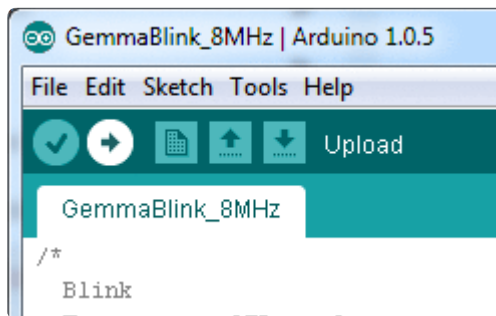 GemmaBlink_8MHz | Arduino 1.0.5
File Edit Sketch Tools Help
Upload
GemmaBlink_8MHz
/*
Blink